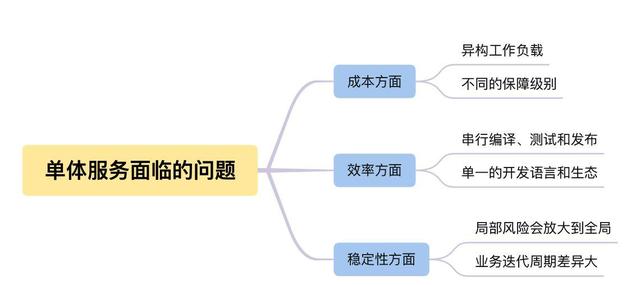 单体服务面临的问题
成本方面
异构工作负载
不同的保障级别
效率方面
串行编译、测试和发布
单一的开发语言和生态
稳定性方面
局部风险会放大到全局
业务迭代周期差异大